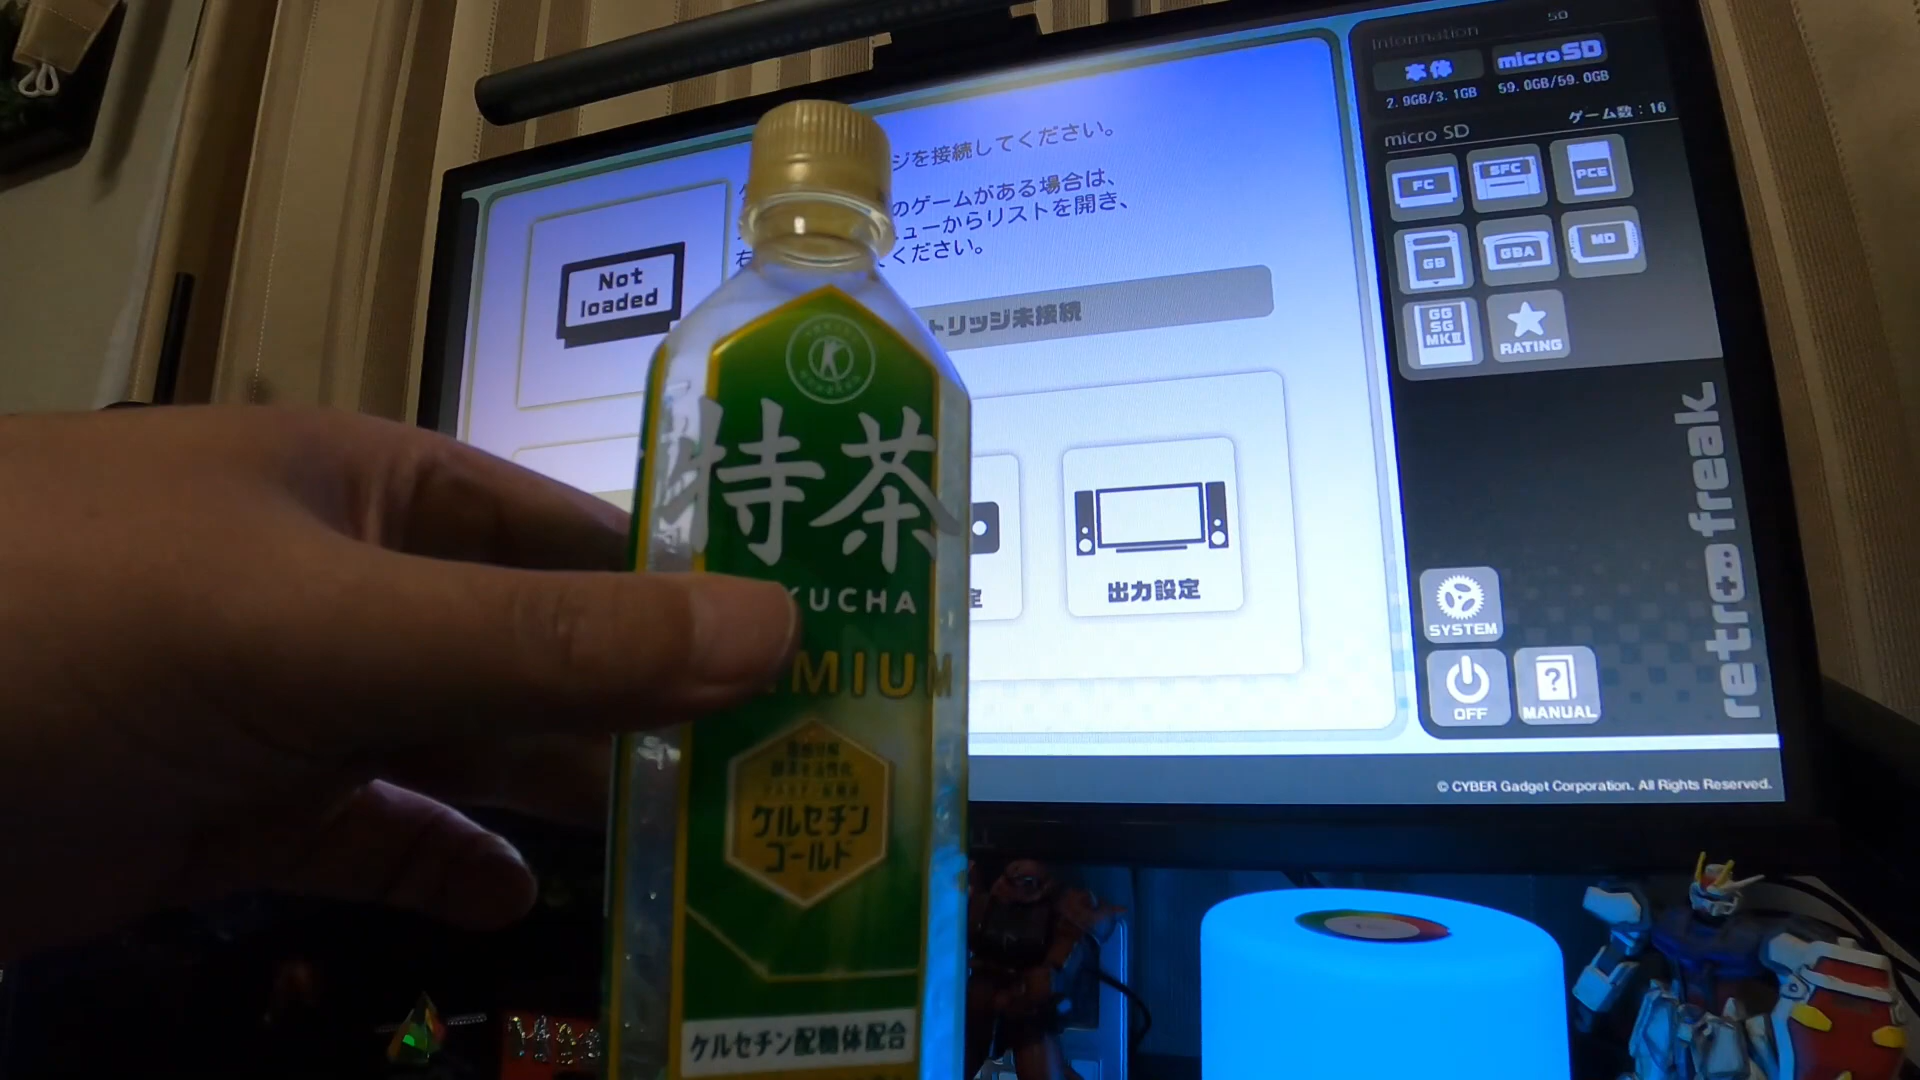 ジを接続してください。
のゲームがある場合は、
ューからリストを開き、
ください。
Not
loaded
トリッジ未接続
出力設定
定
Information
SD
本体
microSD
2.9GB/3.1GB
59.0GB/59.0GB
ゲーム数：16
micro SD
FC
SFC
PCE
GB
GBA
MD
GG
SG
MKⅢ
RATING
SYSTEM
OFF
MANUAL
retro freak
© CYBER Gadget Corporation. All Rights Reserved.
特茶
KUCHA
MIUM
ケルセチン
ゴールド
ケルセチン配糖体配合